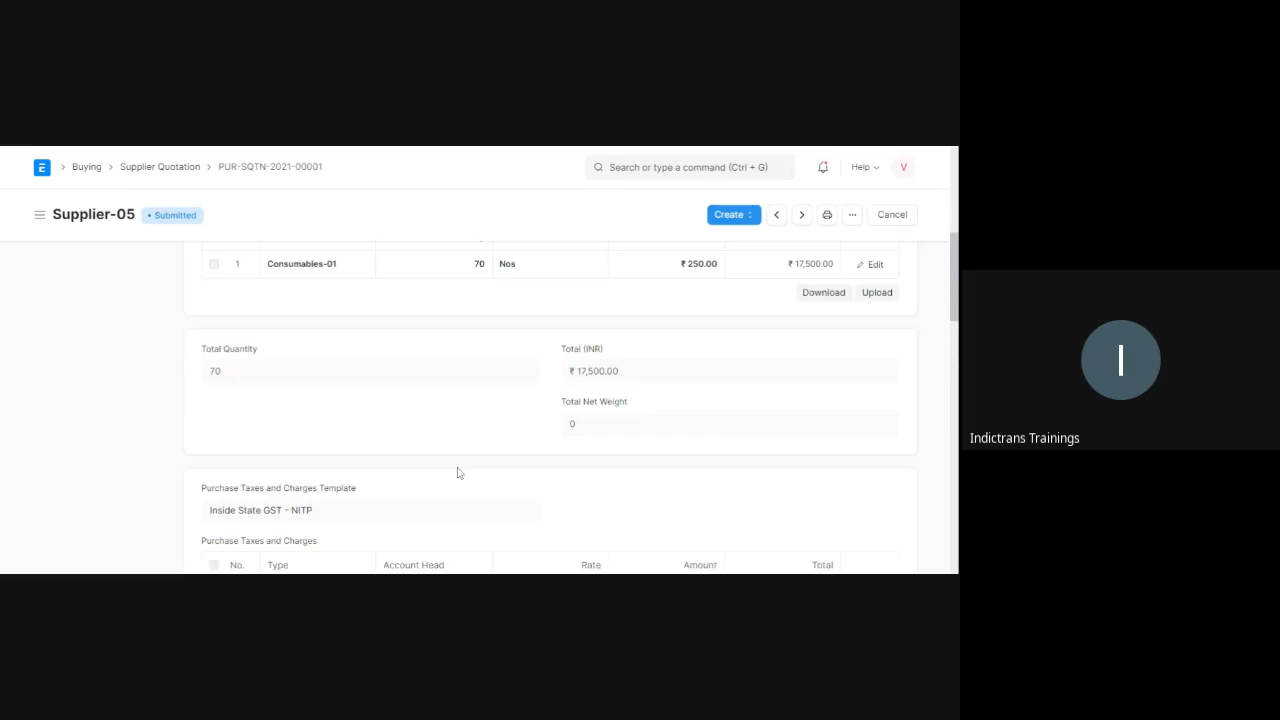 E > Buying > Supplier Quotation > PUR-SQTN-2021-00001 Search or type a command (Ctrl + G) Help V
Supplier-05 • Submitted Create ... Cancel
1 Consumables-01 70 Nos ₹ 250.00 ₹ 17,500.00 Edit
Download Upload
Total Quantity Total (INR)
70 ₹ 17,500.00
Total Net Weight
0
Purchase Taxes and Charges Template
Inside State GST - NITP
Purchase Taxes and Charges
No. Type Account Head Rate Amount Total
I
Indictrans Trainings